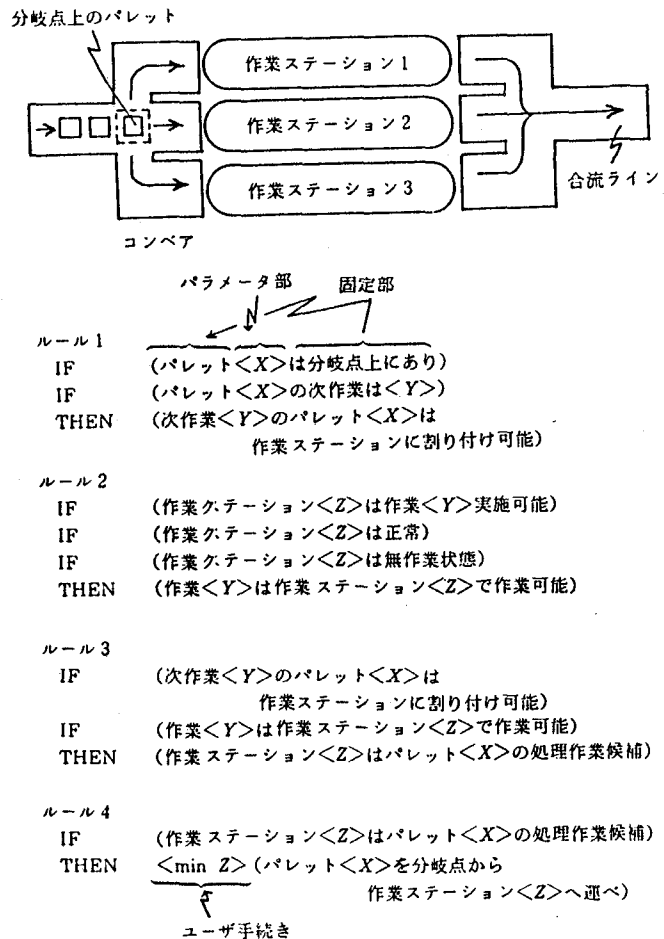 分岐点上のパレット
作業ステーション1
作業ステーション2
作業ステーション3
合流ライン
コンベア
パラメータ部 固定部
ルール1
IF (パレット<X>は分岐点上にあり)
IF (パレット<X>の次作業は<Y>)
THEN (次作業<Y>のパレット<X>は
作業ステーションに割り付け可能)
ルール2
IF (作業ステーション<Z>は作業<Y>実施可能)
IF (作業ステーション<Z>は正常)
IF (作業ステーション<Z>は無作業状態)
THEN (作業<Y>は作業ステーション<Z>で作業可能)
ルール3
IF (次作業<Y>のパレット<X>は
作業ステーションに割り付け可能)
IF (作業<Y>は作業ステーション<Z>で作業可能)
THEN (作業ステーション<Z>はパレット<X>の処理作業候補)
ルール4
IF (作業ステーション<Z>はパレット<X>の処理作業候補)
THEN <min Z>(パレット<X>を分岐点から
作業ステーション<Z>へ運べ)
ユーザ手続き